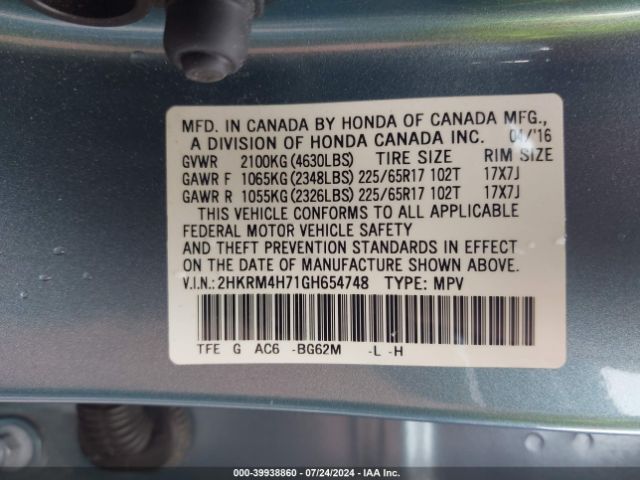 MFD. IN CANADA BY HONDA OF CANADA MFG.,
A DIVISION OF HONDA CANADA INC. 04/'16
GVWR 2100KG(4630LBS) TIRE SIZE RIM SIZE
GAWR F 1065KG(2348LBS) 225/65R17 102T 17X7J
GAWR R 1055KG(2326LBS) 225/65R17 102T 17X7J
THIS VEHICLE CONFORMS TO ALL APPLICABLE
FEDERAL MOTOR VEHICLE SAFETY
AND THEFT PREVENTION STANDARDS IN EFFECT
ON THE DATE OF MANUFACTURE SHOWN ABOVE.
V.I.N.: 2HKRM4H71GH654748 TYPE: MPV
TFE G AC6 -BG62M -L -H
000-39938860 - 07/24/2024 - IAA Inc.